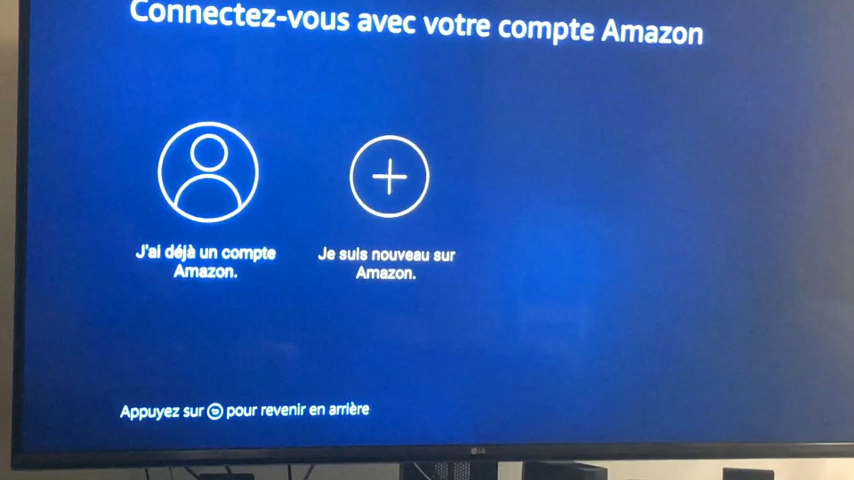 Connectez-vous avec votre compte Amazon
J'ai déjà un compte
Amazon.
Je suis nouveau sur
Amazon.
Appuyez sur pour revenir en arrière
LG